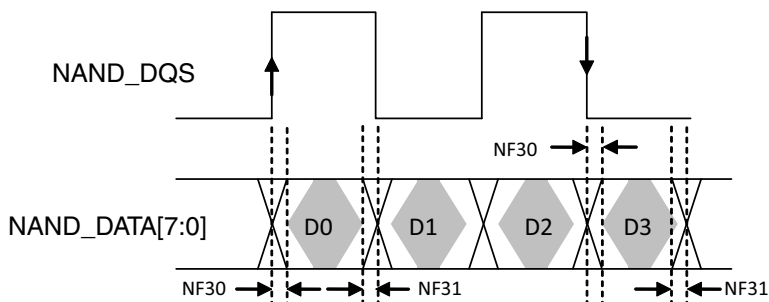 NAND_DQS
NF30
NAND_DATA[7:0]
D0
D1
D2
D3
NF30
NF31
NF31